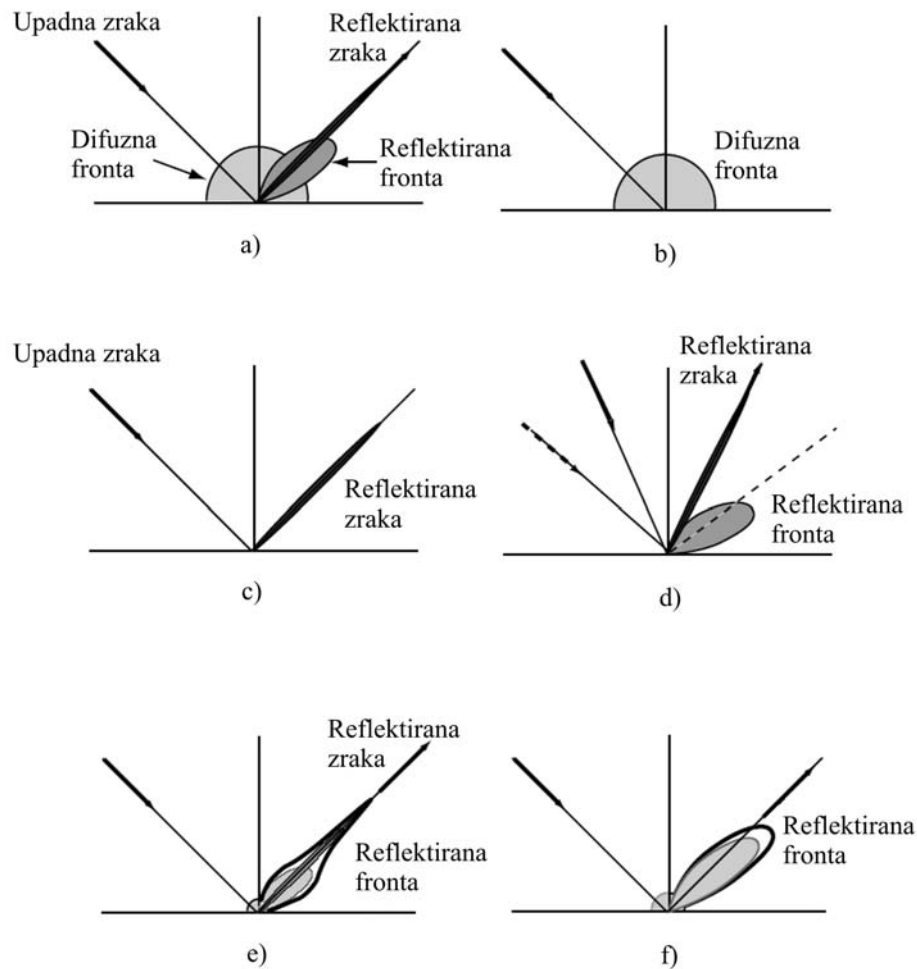 Upadna zraka
Reflektirana
zraka
Difuzna
fronta
Reflektirana
fronta
a)
Difuzna
fronta
b)
Upadna zraka
Reflektirana
zraka
c)
Reflektirana
zraka
Reflektirana
fronta
d)
Reflektirana
zraka
Reflektirana
fronta
e)
Reflektirana
fronta
f)